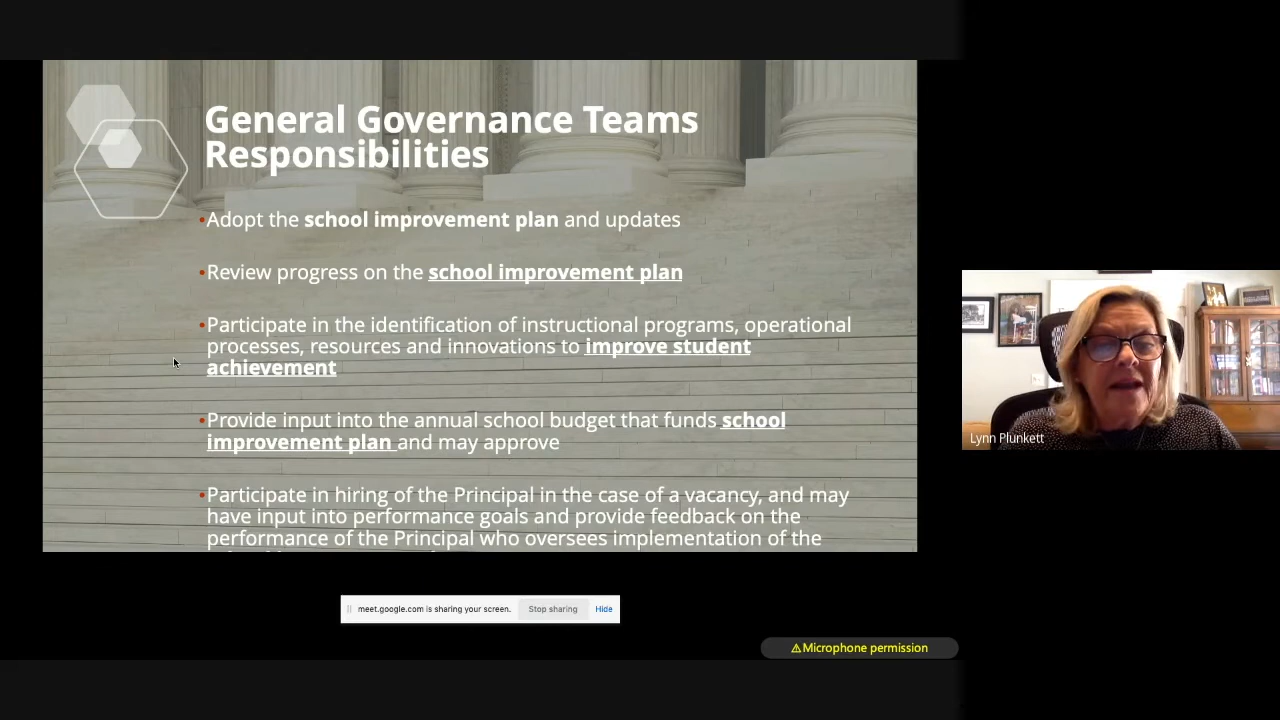 General Governance Teams
Responsibilities
•Adopt the school improvement plan and updates
•Review progress on the school improvement plan
•Participate in the identification of instructional programs, operational
processes, resources and innovations to improve student
achievement
•Provide input into the annual school budget that funds school
improvement plan and may approve
•Participate in hiring of the Principal in the case of a vacancy, and may
have input into performance goals and provide feedback on the
performance of the Principal who oversees implementation of the
Lynn Plunkett
meet.google.com is sharing your screen. Stop sharing Hide
⚠Microphone permission